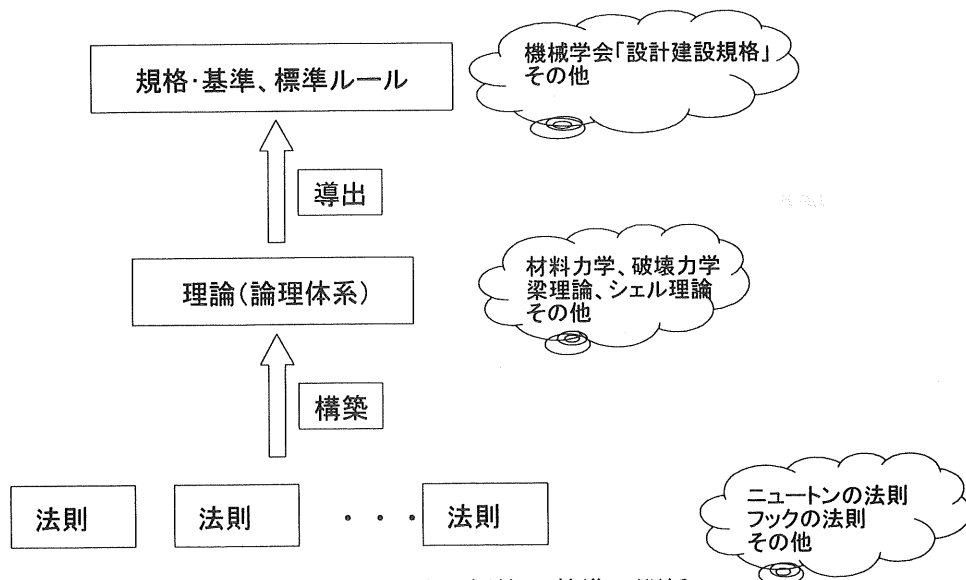 規格・基準、標準ルール
機械学会「設計建設規格」
その他
導出
理論（論理体系）
材料力学、破壊力学
梁理論、シェル理論
その他
構築
法則
法則
・・・
法則
ニュートンの法則
フックの法則
その他